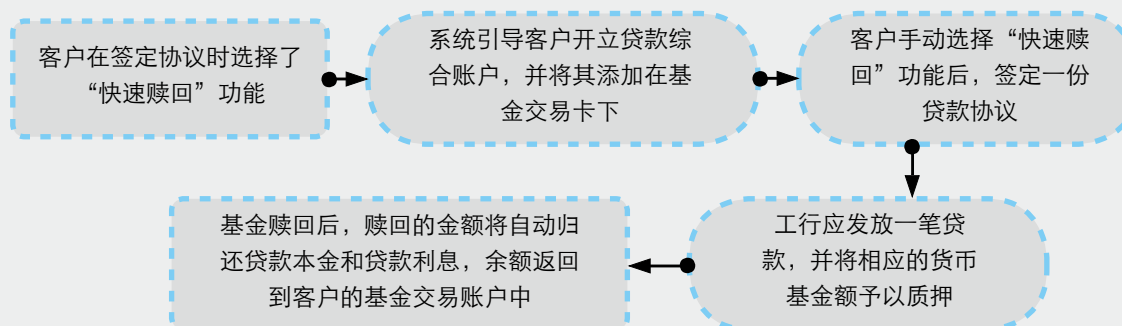 客户在签定协议时选择了
“快速赎回”功能
系统引导客户开立贷款综
合账户，并将其添加在基
金交易卡下
客户手动选择“快速赎
回”功能后，签定一份
贷款协议
工行应发放一笔贷
款，并将相应的货币
基金额予以质押
基金赎回后，赎回的金额将自动归
还贷款本金和贷款利息，余额返回
到客户的基金交易账户中